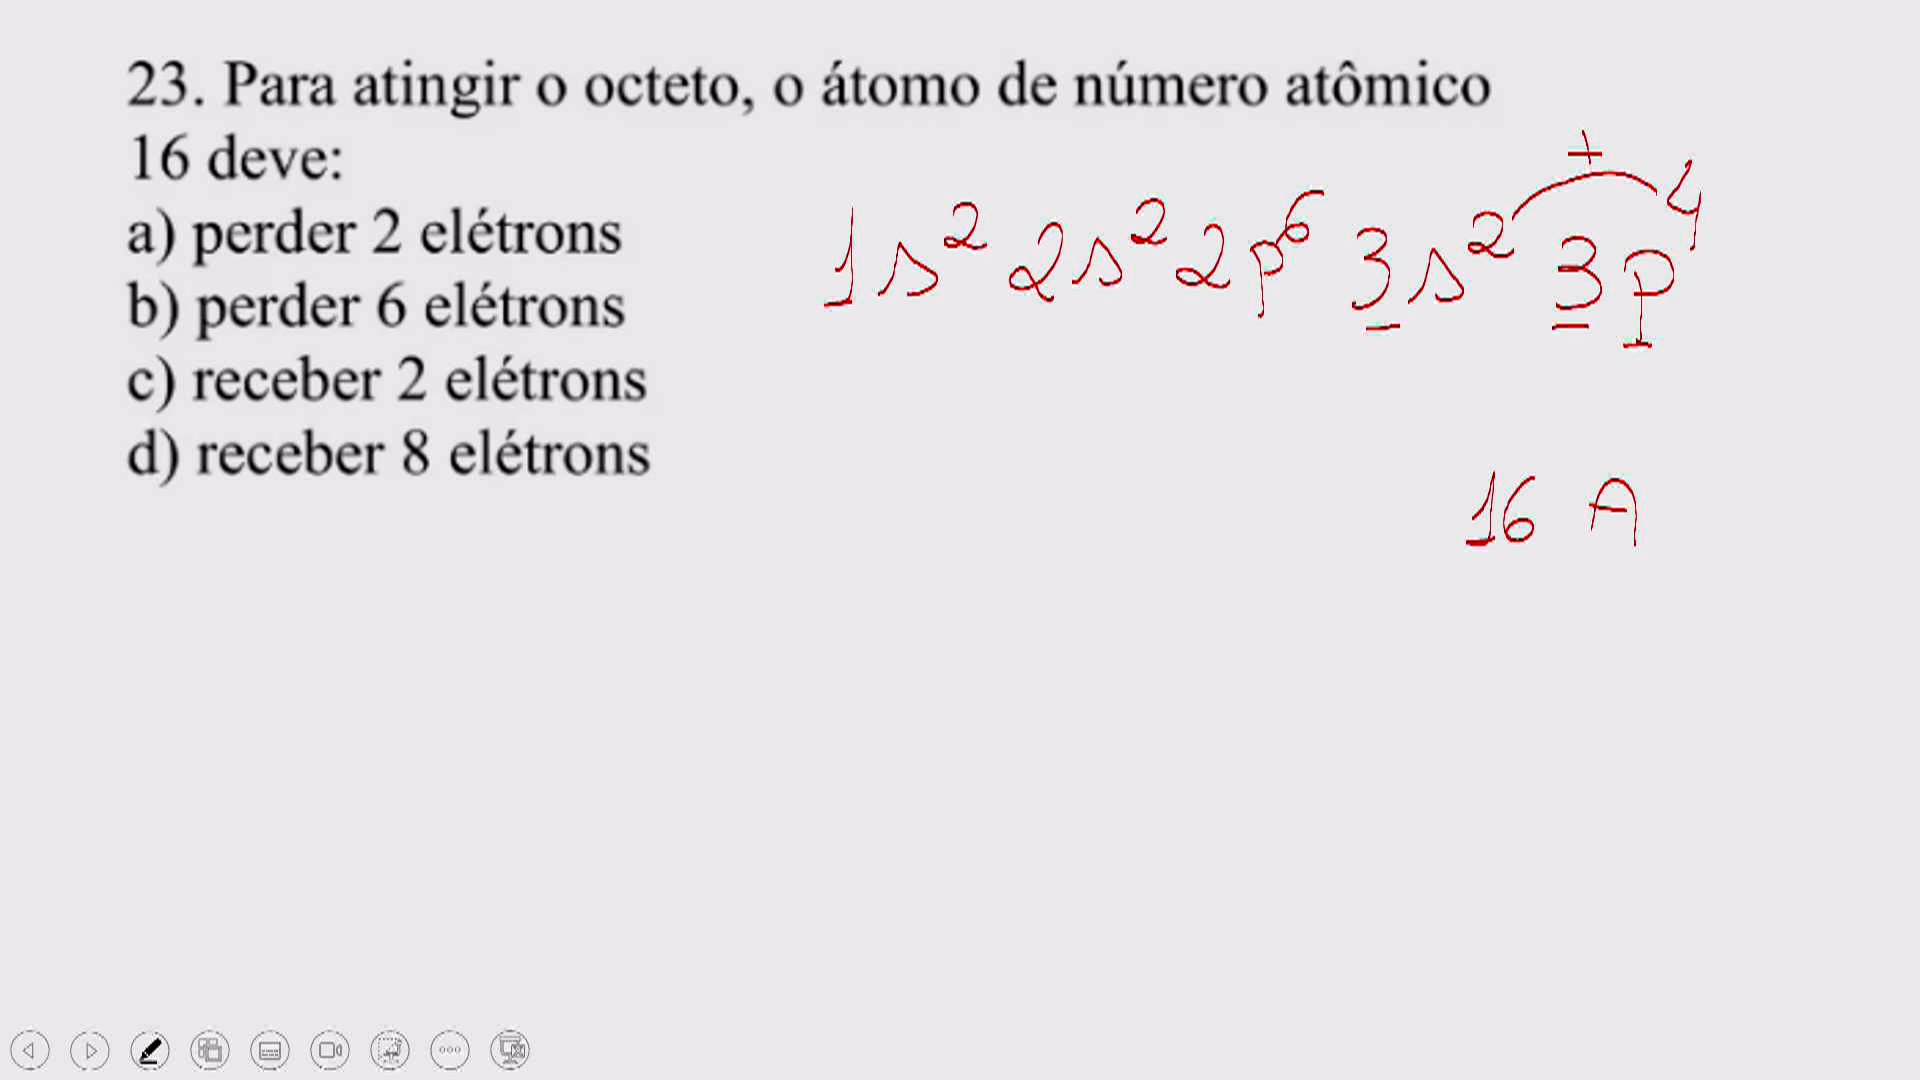 23. Para atingir o octeto, o átomo de número atômico
16 deve:
a) perder 2 elétrons
b) perder 6 elétrons
c) receber 2 elétrons
d) receber 8 elétrons
+
1s² 2s² 2p⁶ 3s² 3p⁴
16 A